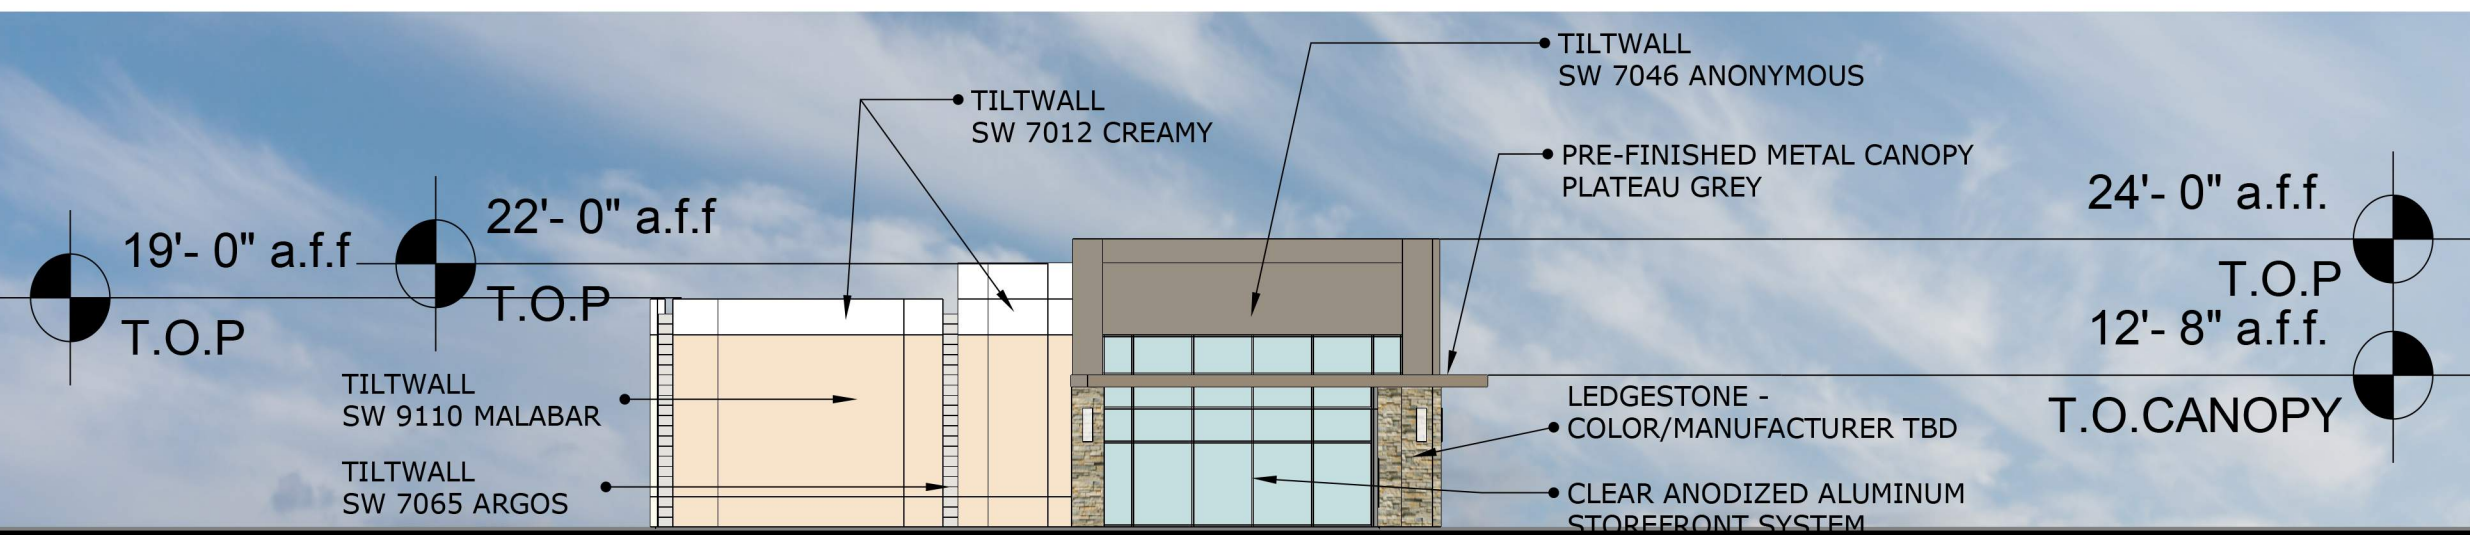 TILTWALL
SW 7046 ANONYMOUS
TILTWALL
SW 7012 CREAMY
PRE-FINISHED METAL CANOPY
PLATEAU GREY
24'- 0" a.f.f.
T.O.P
22'- 0" a.f.f
T.O.P
19'- 0" a.f.f
T.O.P
12'- 8" a.f.f.
T.O.CANOPY
TILTWALL
SW 9110 MALABAR
TILTWALL
SW 7065 ARGOS
LEDGESTONE -
COLOR/MANUFACTURER TBD
CLEAR ANODIZED ALUMINUM
STOREFRONT SYSTEM